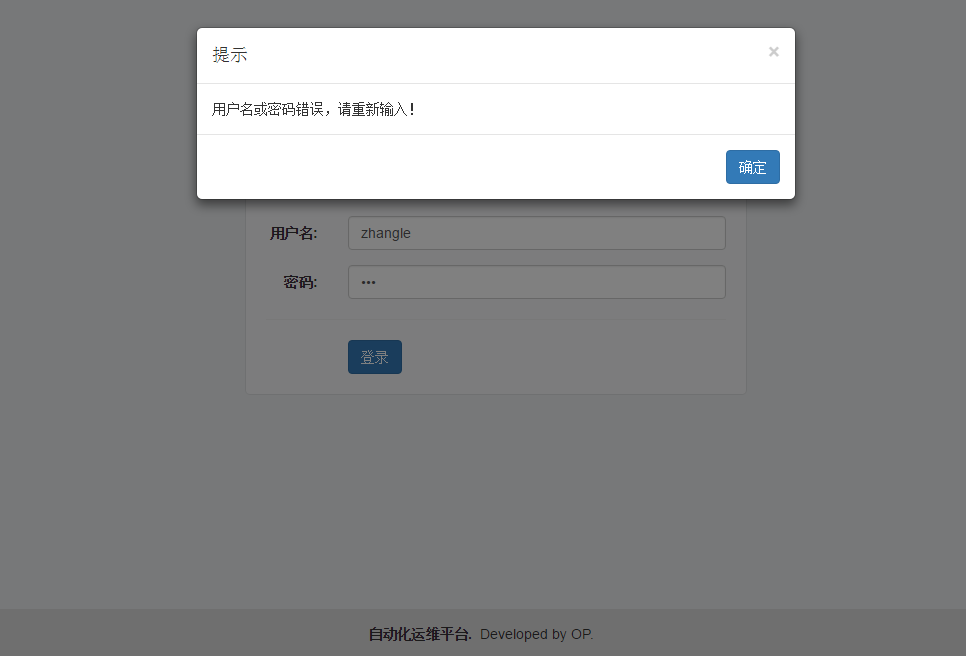 提示 ×
用户名或密码错误，请重新输入！
确定
用户名: zhangle
密码: •••
登录
自动化运维平台. Developed by OP.